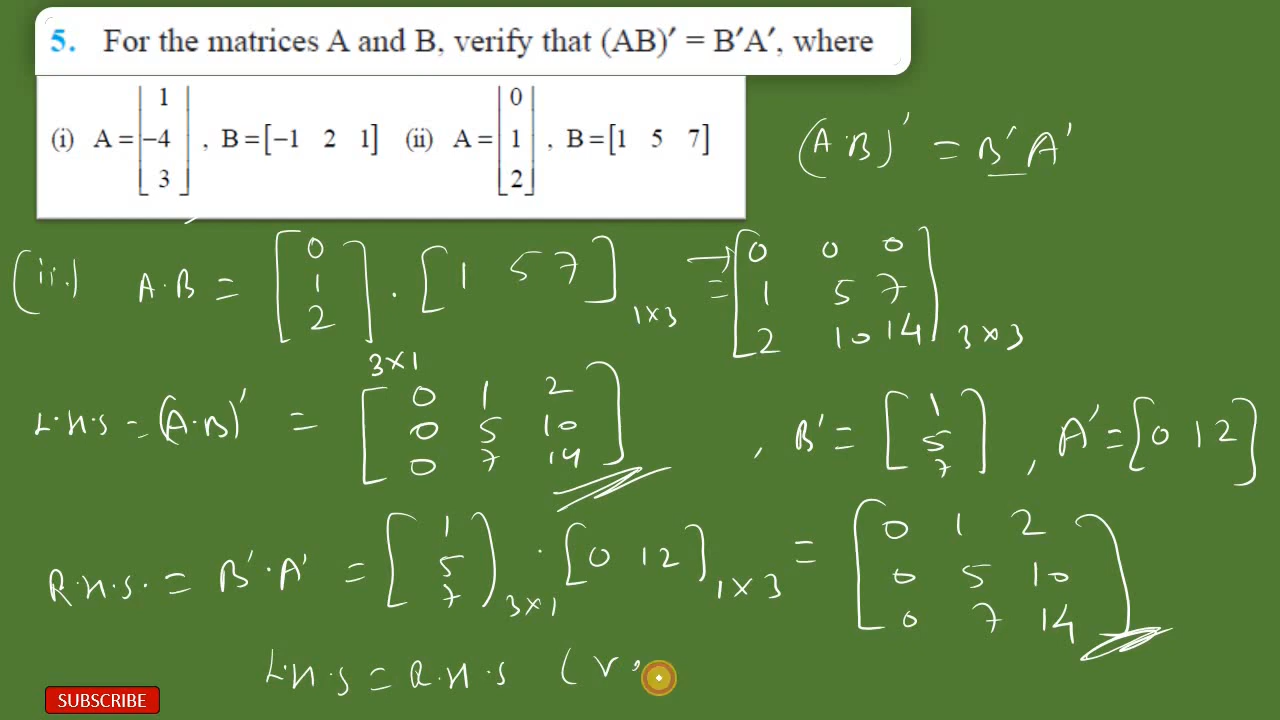 5. For the matrices A and B, verify that (AB)′ = B′A′, where
(i) A = [1 −4 3] , B = [−1 2 1] (ii) A = [0 1 2] , B = [1 5 7]
(A·B)' = B'A'
(ii.) A·B = [0 1 2] 3×1 · [1 5 7] 1×3 = [0 0 0
1 5 7
2 10 14] 3×3
L.H.S = (A·B)' = [0 1 2
0 5 10
0 7 14]
, B' = [1 5 7] , A' = [0 1 2]
R.H.S. = B'·A' = [1 5 7] 3×1 · [0 1 2] 1×3 = [0 1 2
0 5 10
0 7 14]
L.H.S = R.H.S (V
SUBSCRIBE